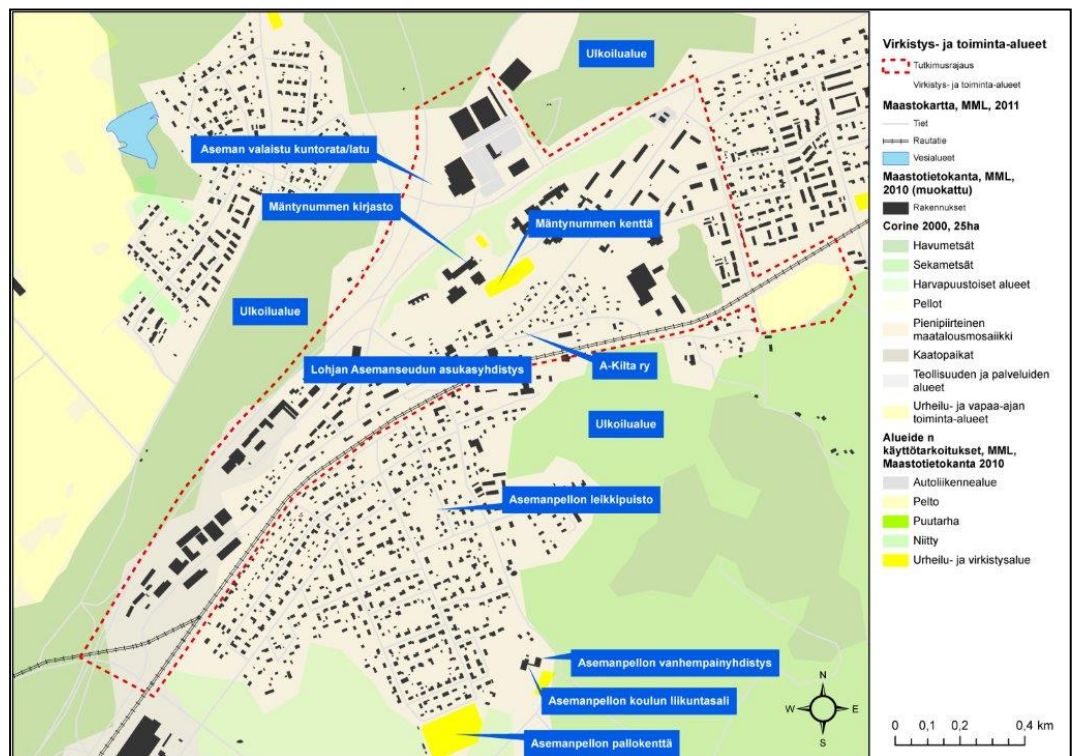 Ulkoilualue
Aseman valaistu kuntorata/latu
Mäntynummen kirjasto
Mäntynummen kenttä
Ulkoilualue
Lohjan Asemanseudun asukasyhdistys
A-Kilta ry
Ulkoilualue
Asemanpellon leikkipuisto
Asemanpellon vanhempainyhdistys
Asemanpellon koulun liikuntasali
Asemanpellon pallokenttä
N
W
E
S
Virkistys- ja toiminta-alueet
Tutkimusrajaus
Virkistys- ja toiminta-alueet
Maastokartta, MML, 2011
Tiet
Rautatie
Vesialueet
Maastotietokanta, MML,
2010 (muokattu)
Rakennukset
Corine 2000, 25ha
Havumetsät
Sekametsät
Harvapuustoiset alueet
Pellot
Pienipiirteinen
maatalousmosaiikki
Kaatopaikat
Teollisuuden ja palveluiden
alueet
Urheilu- ja vapaa-ajan
toiminta-alueet
Alueide n
käyttötarkoitukset, MML,
Maastotietokanta 2010
Autoliikennealue
Pelto
Puutarha
Niitty
Urheilu- ja virkistysalue
0 0,1 0,2 0,4 km